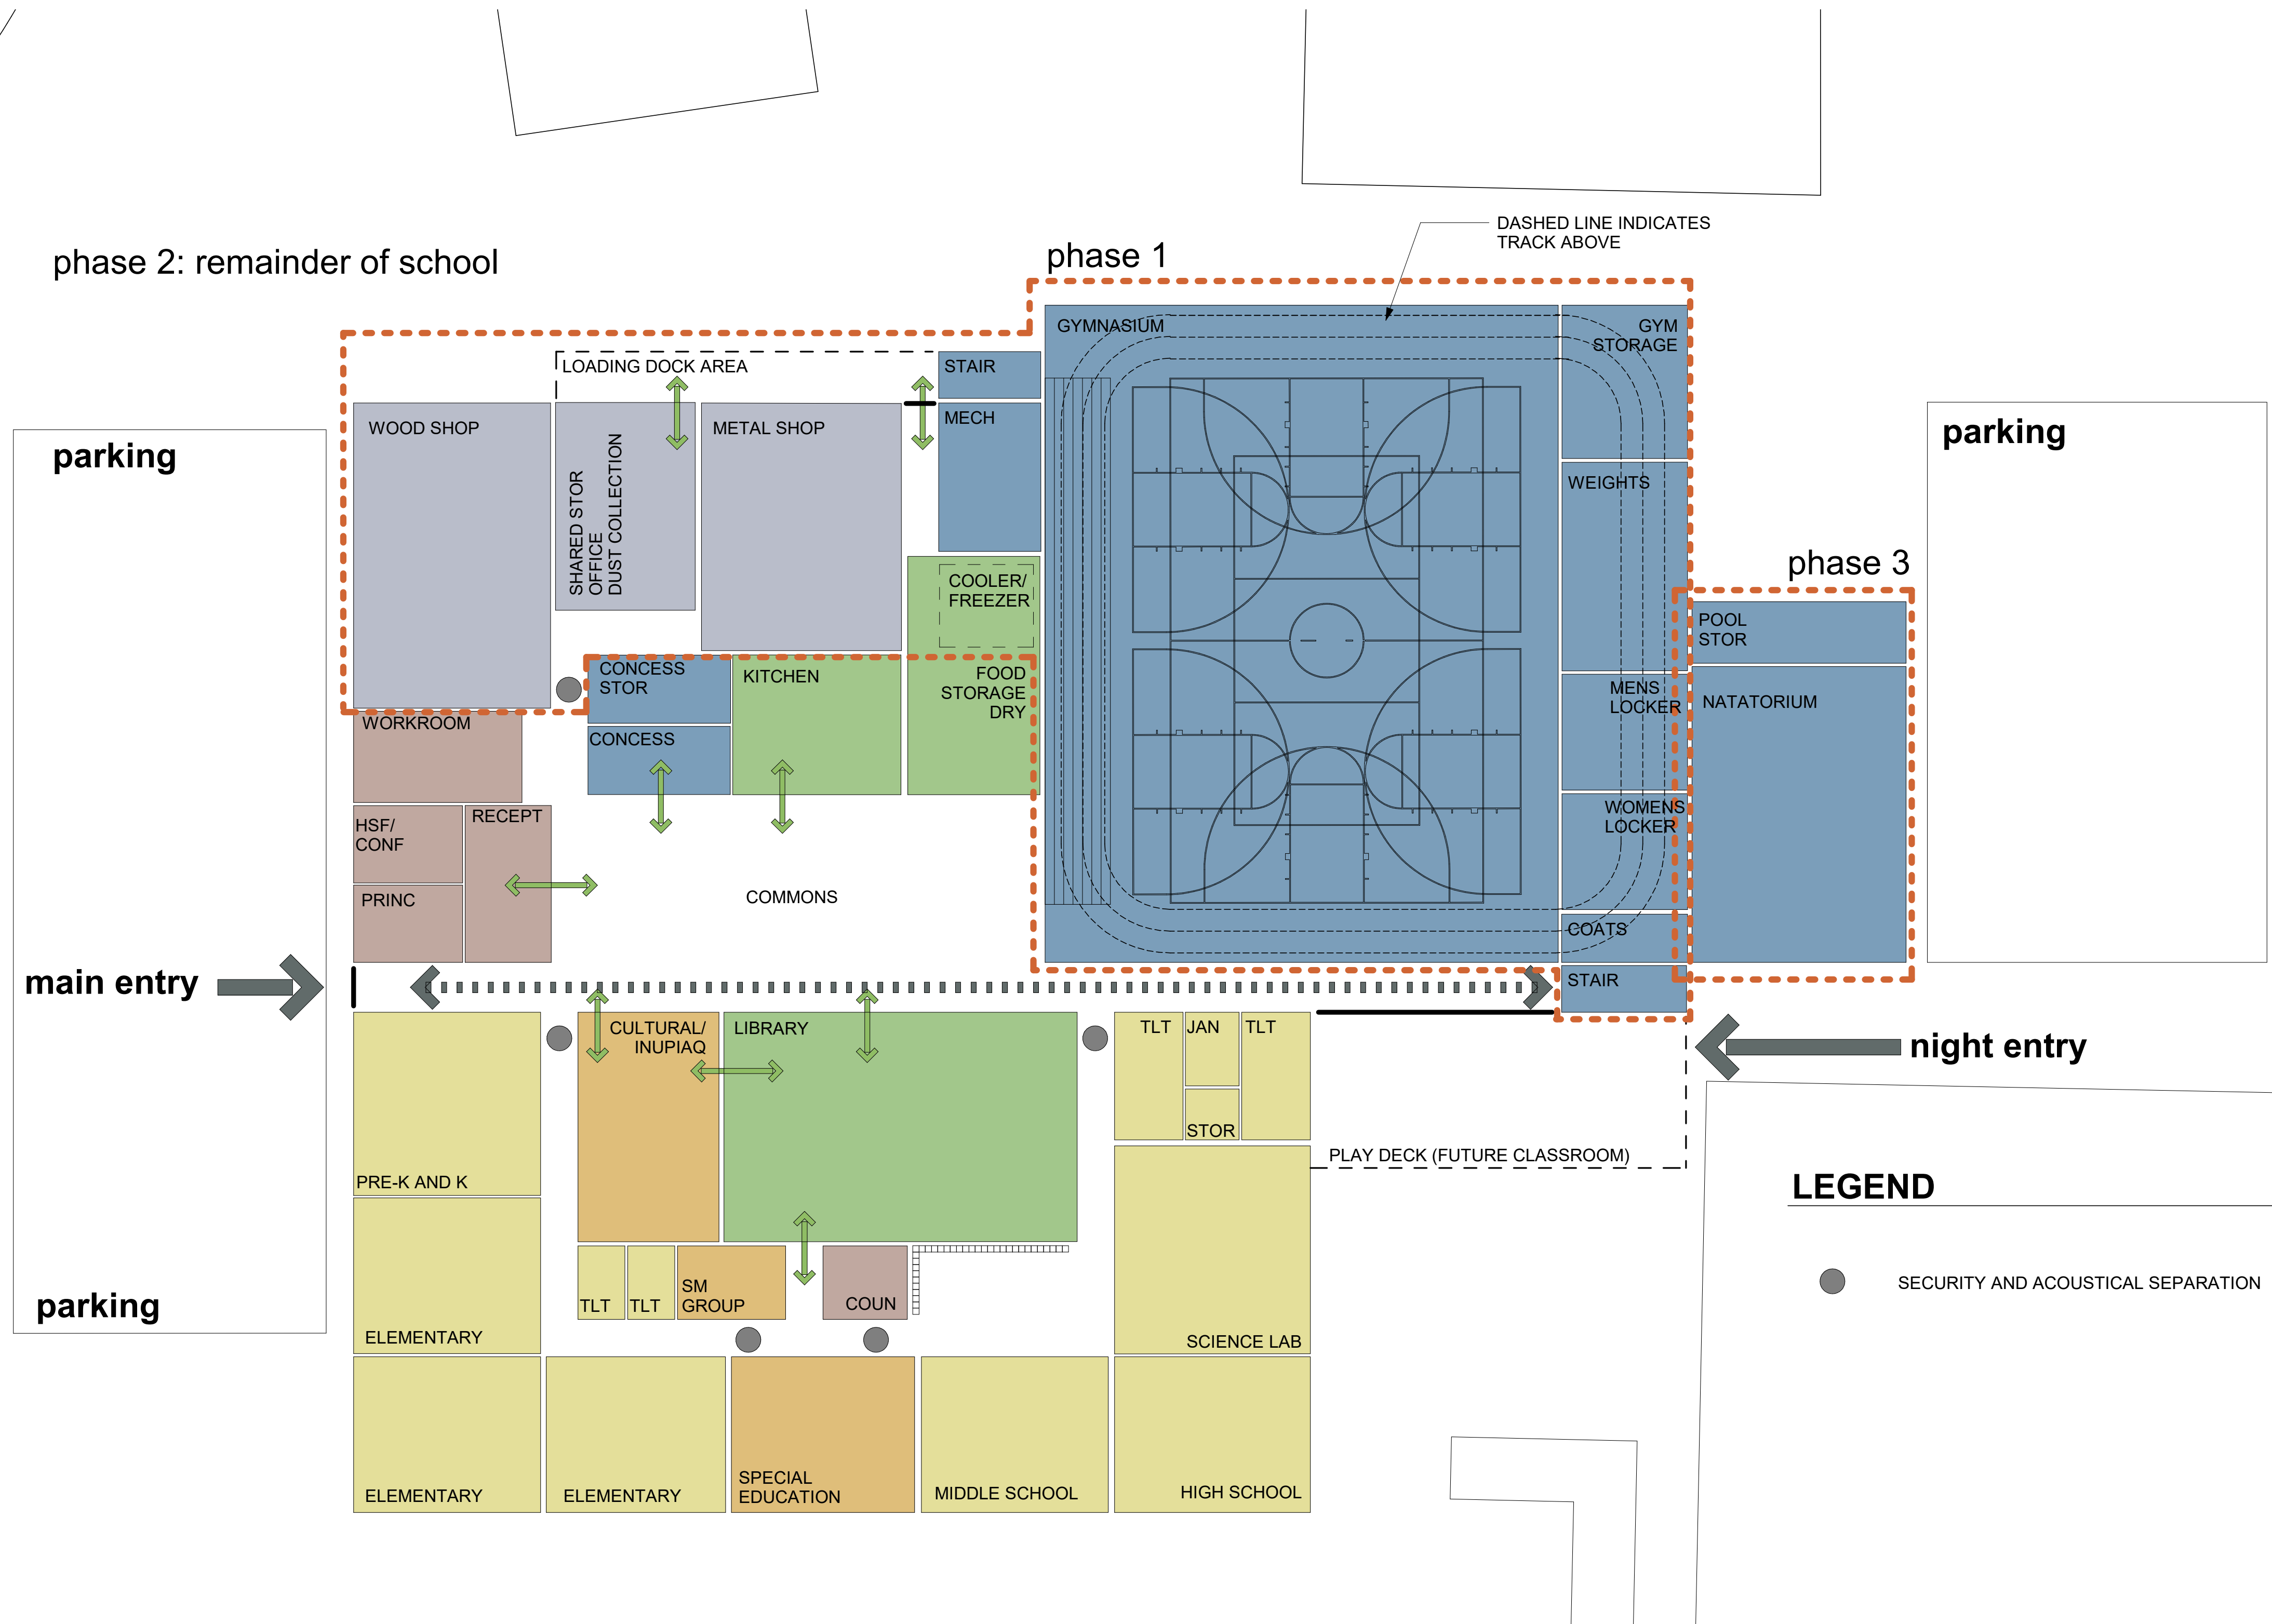 DASHED LINE INDICATES
TRACK ABOVE
phase 2: remainder of school
phase 1
GYMNASIUM
GYM
STORAGE
LOADING DOCK AREA
STAIR
WOOD SHOP
SHARED STOR
OFFICE
DUST COLLECTION
METAL SHOP
MECH
parking
parking
WEIGHTS
phase 3
COOLER/
FREEZER
POOL
STOR
CONCESS
STOR
KITCHEN
FOOD
STORAGE
DRY
MENS
LOCKER
NATATORIUM
WORKROOM
CONCESS
HSF/
CONF
RECEPT
WOMENS
LOCKER
PRINC
COMMONS
COATS
main entry
STAIR
night entry
CULTURAL/
INUPIAQ
LIBRARY
TLT
JAN
TLT
STOR
PLAY DECK (FUTURE CLASSROOM)
PRE-K AND K
LEGEND
SECURITY AND ACOUSTICAL SEPARATION
parking
TLT
TLT
SM
GROUP
COUN
ELEMENTARY
SCIENCE LAB
ELEMENTARY
ELEMENTARY
SPECIAL
EDUCATION
MIDDLE SCHOOL
HIGH SCHOOL